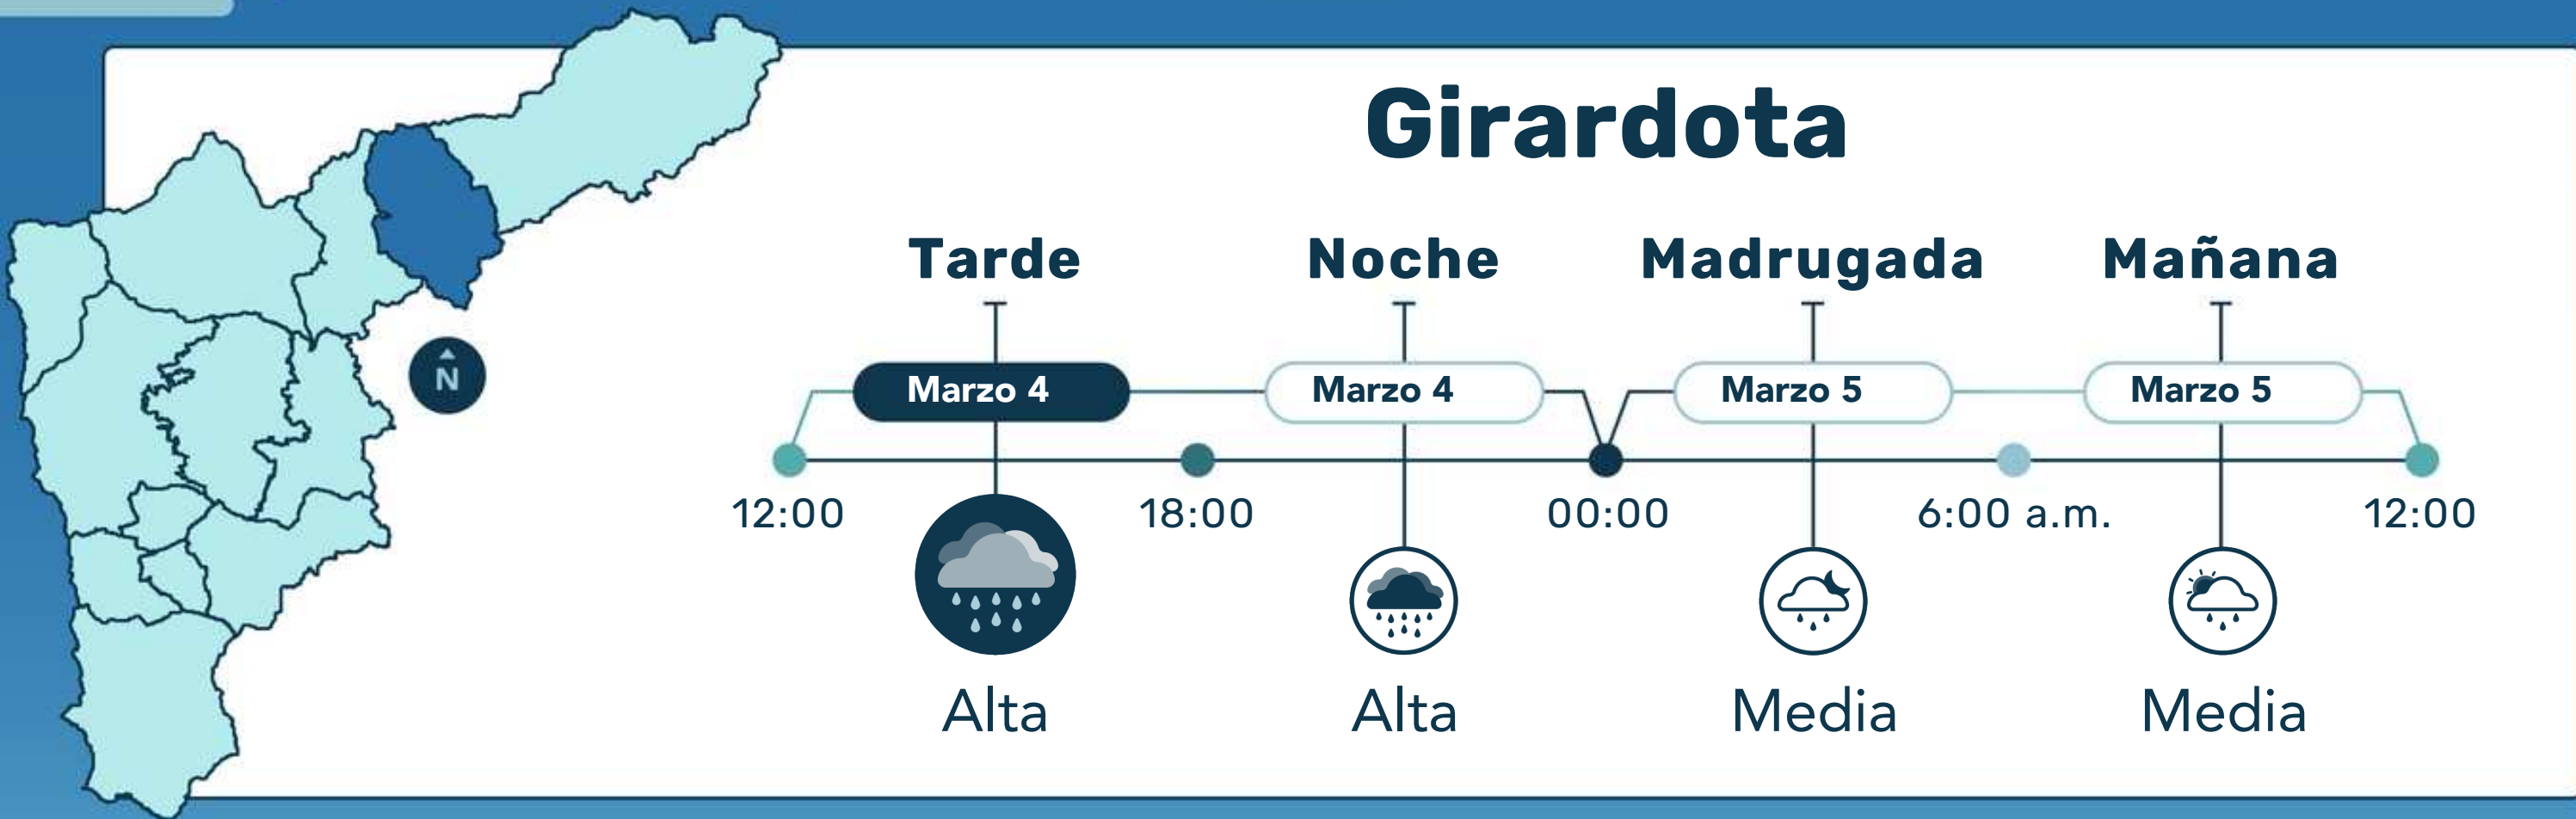 Girardota
Tarde Noche Madrugada Mañana
Marzo 4 Marzo 4 Marzo 5 Marzo 5
12:00 18:00 00:00 6:00 a.m. 12:00
N
Alta Alta Media Media